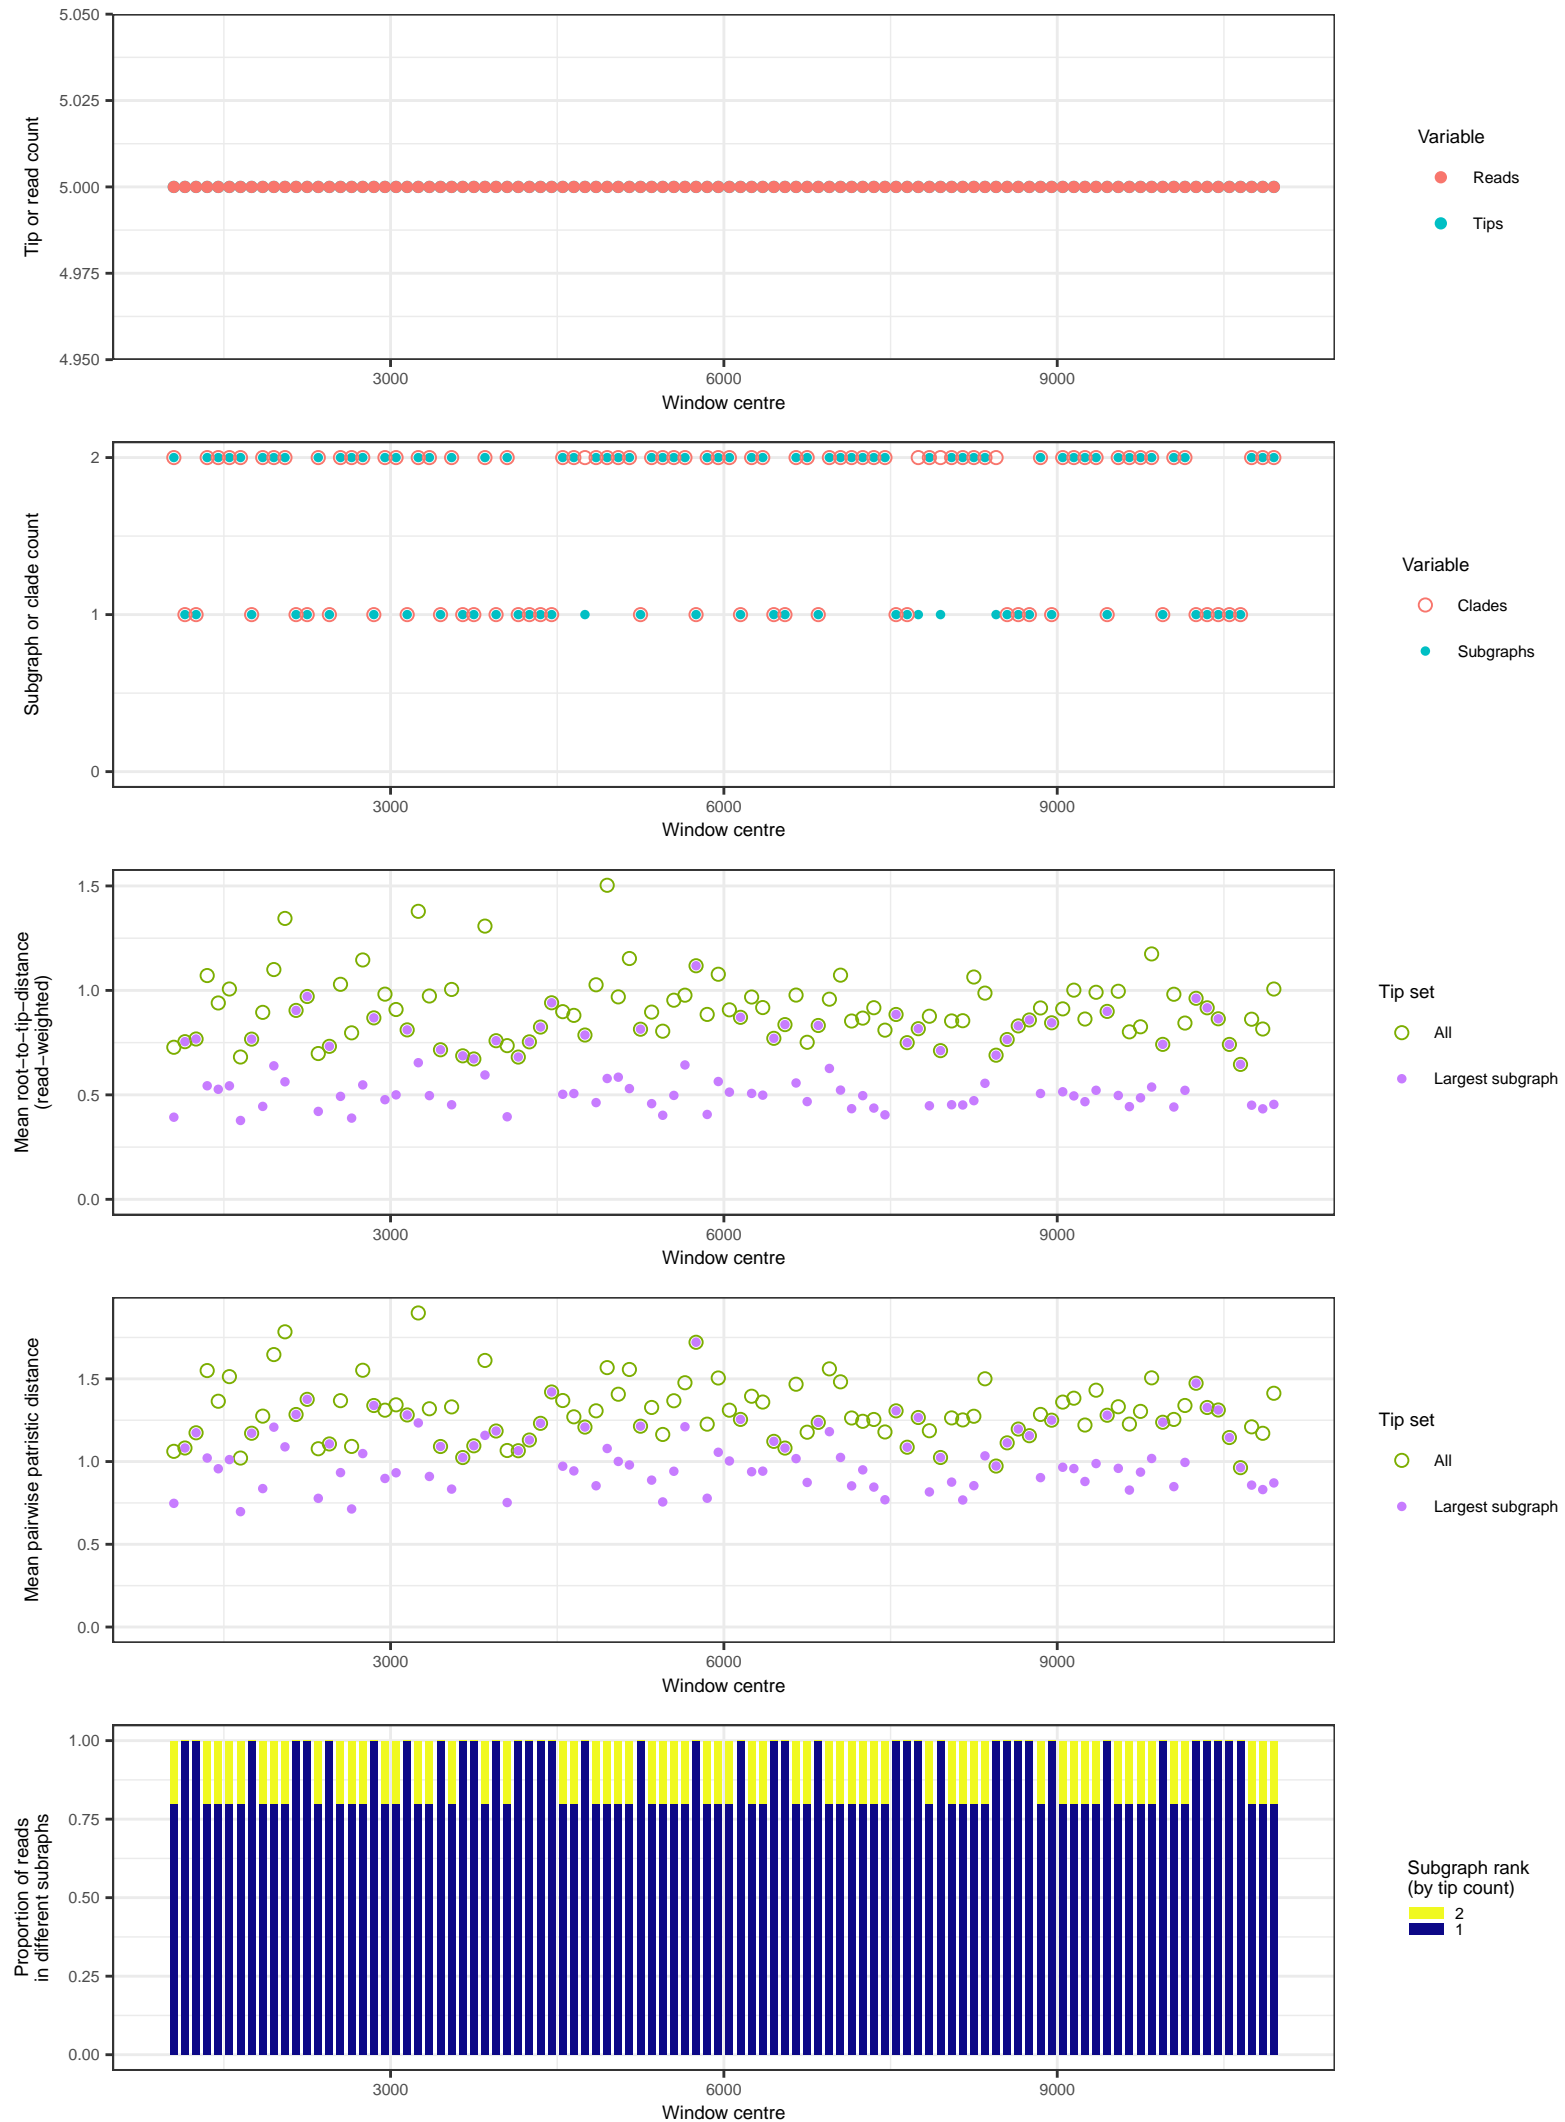 5.050
5.025
5.000
4.975
4.950
Tip or read count
3000
6000
9000
Window centre
Variable
Reads
Tips
2
1
0
Subgraph or clade count
3000
6000
9000
Window centre
Variable
Clades
Subgraphs
1.5
1.0
0.5
0.0
Mean root−to−tip−distance
(read−weighted)
3000
6000
9000
Window centre
Tip set
All
Largest subgraph
1.5
1.0
0.5
0.0
Mean pairwise patristic distance
3000
6000
9000
Window centre
Tip set
All
Largest subgraph
1.00
0.75
0.50
0.25
0.00
Proportion of reads
in different subraphs
3000
6000
9000
Window centre
Subgraph rank
(by tip count)
2
1